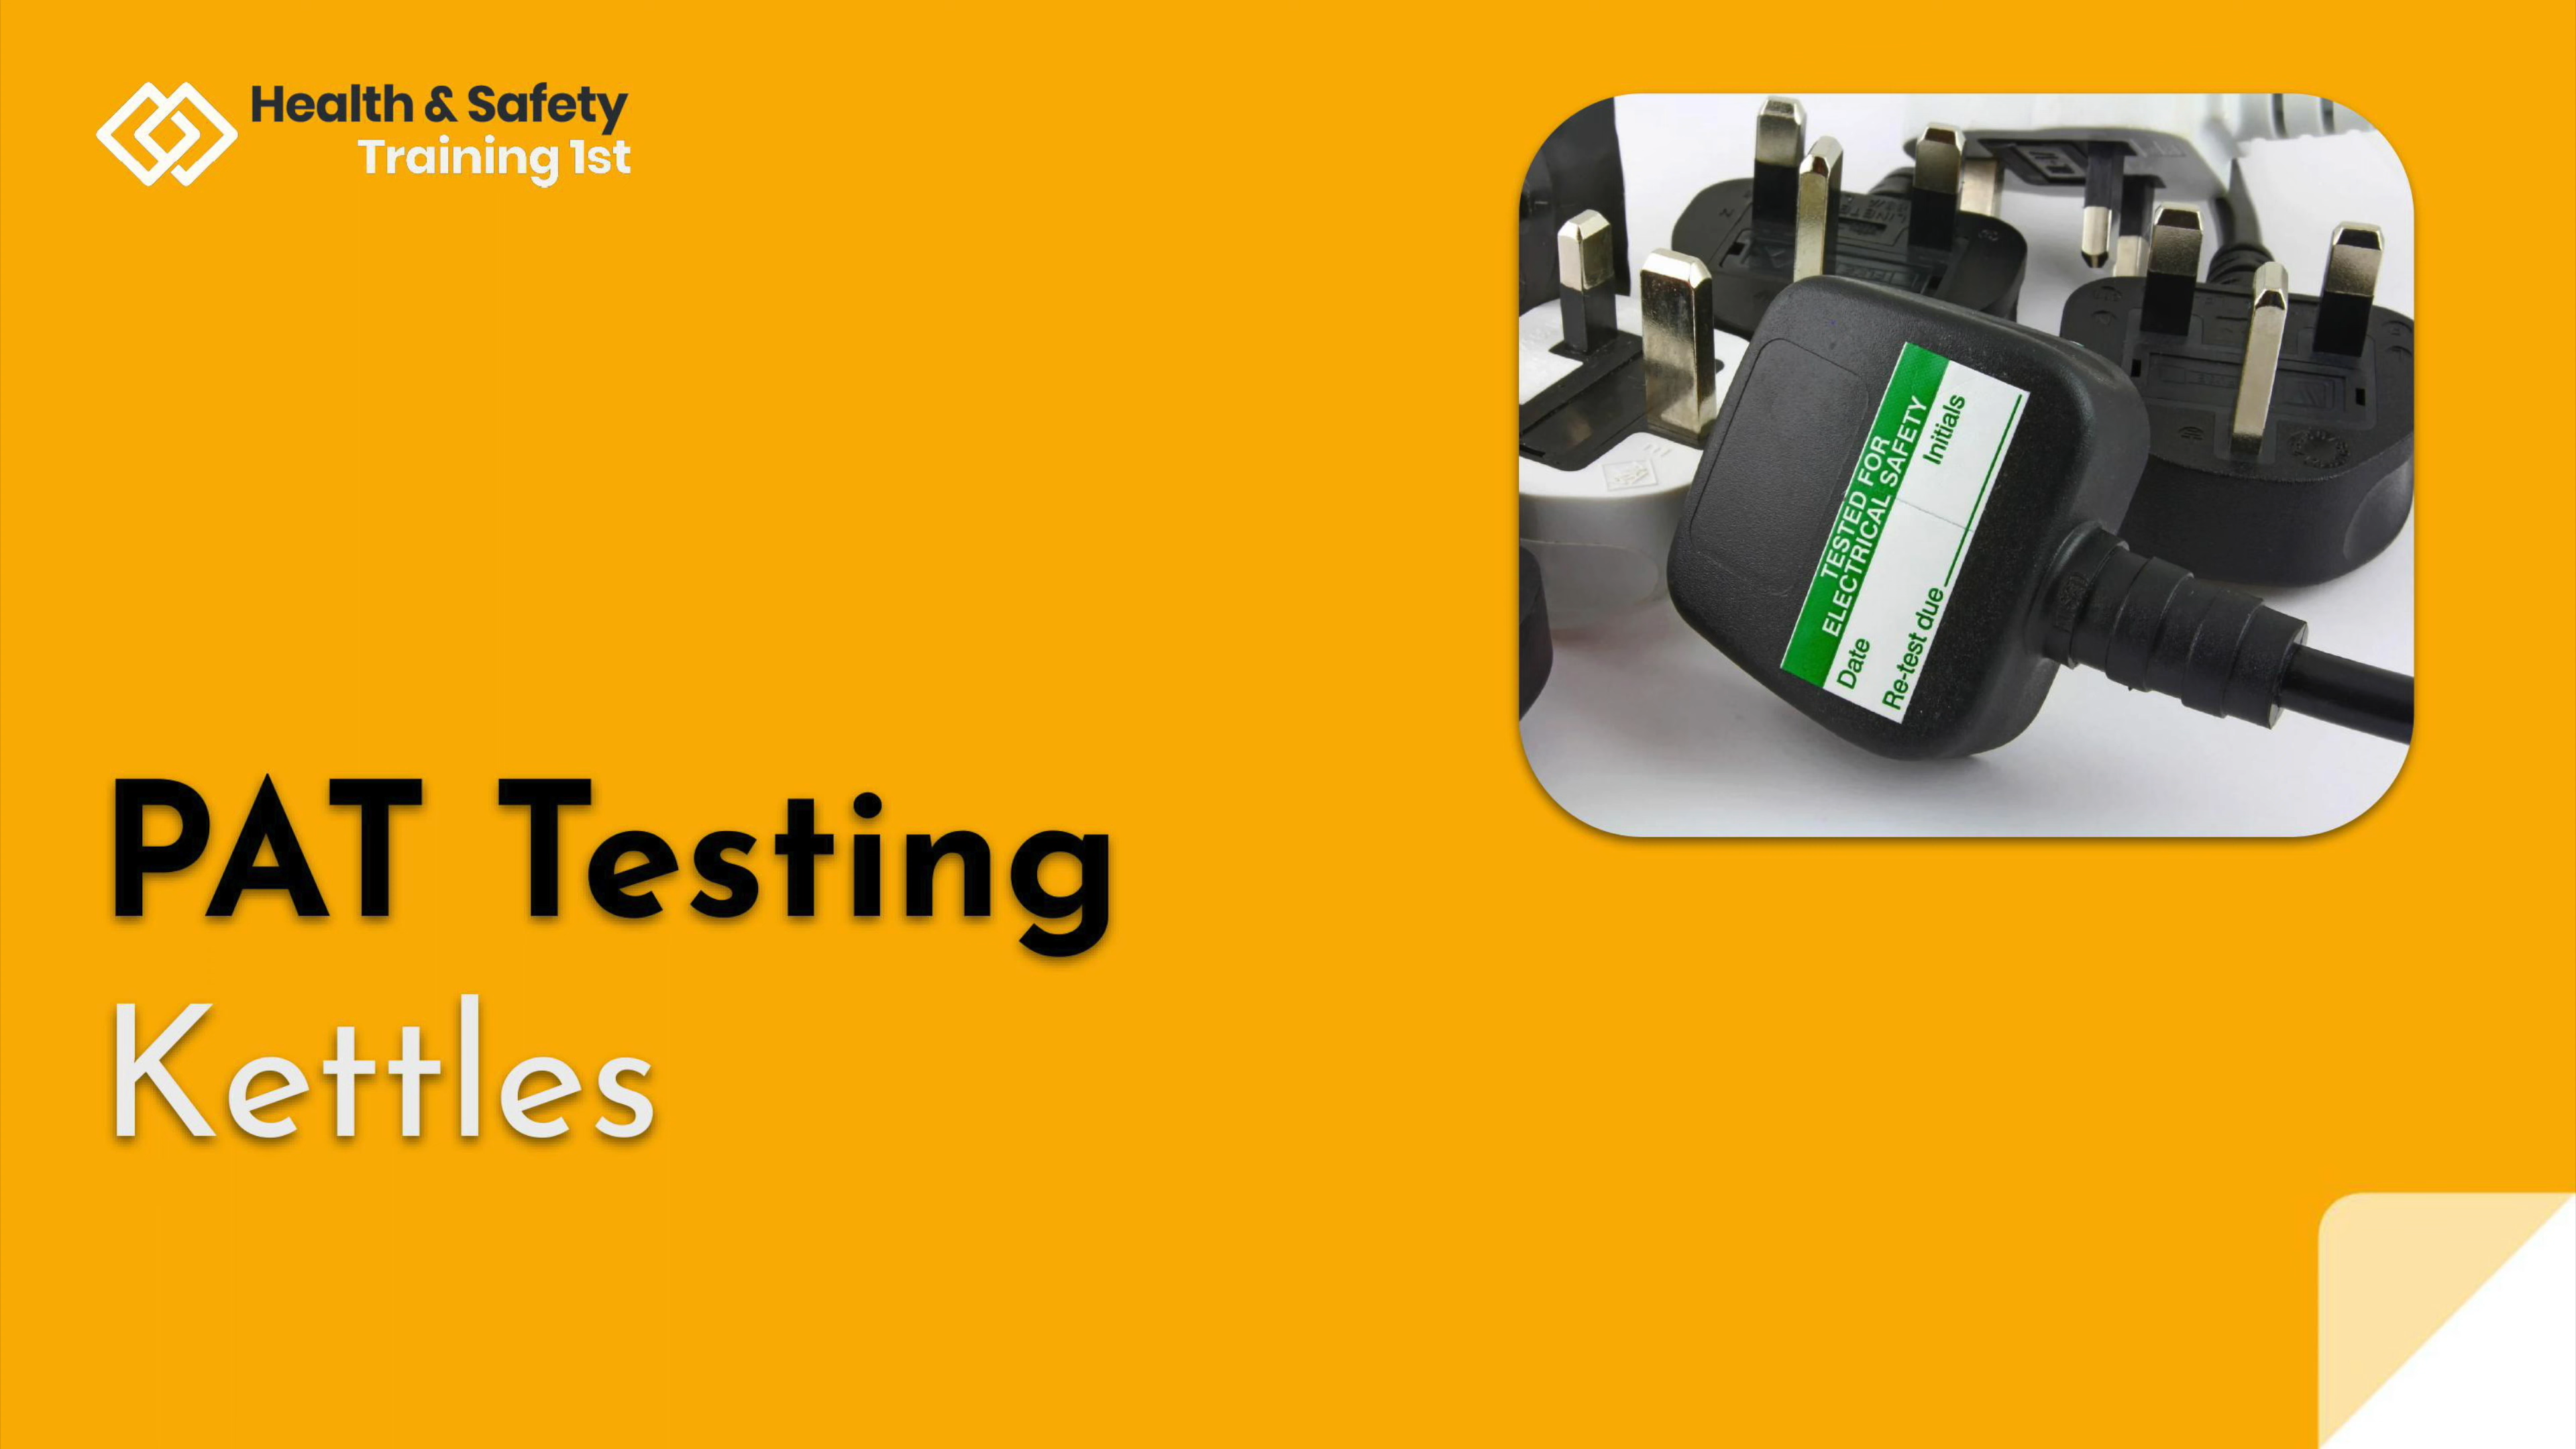 Health & Safety
Training 1st
TESTED FOR
ELECTRICAL SAFETY
Date
Initials
Re-test due
PAT Testing
Kettles